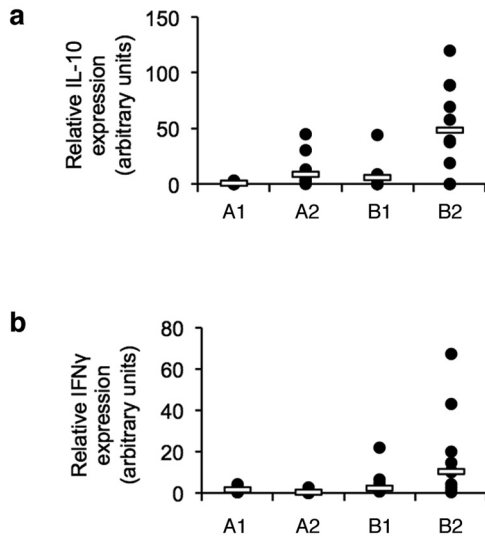 a
Relative IL-10
expression
(arbitrary units)
150
100
50
0
A1 A2 B1 B2
b
Relative IFNγ
expression
(arbitrary units)
80
60
40
20
0
A1 A2 B1 B2